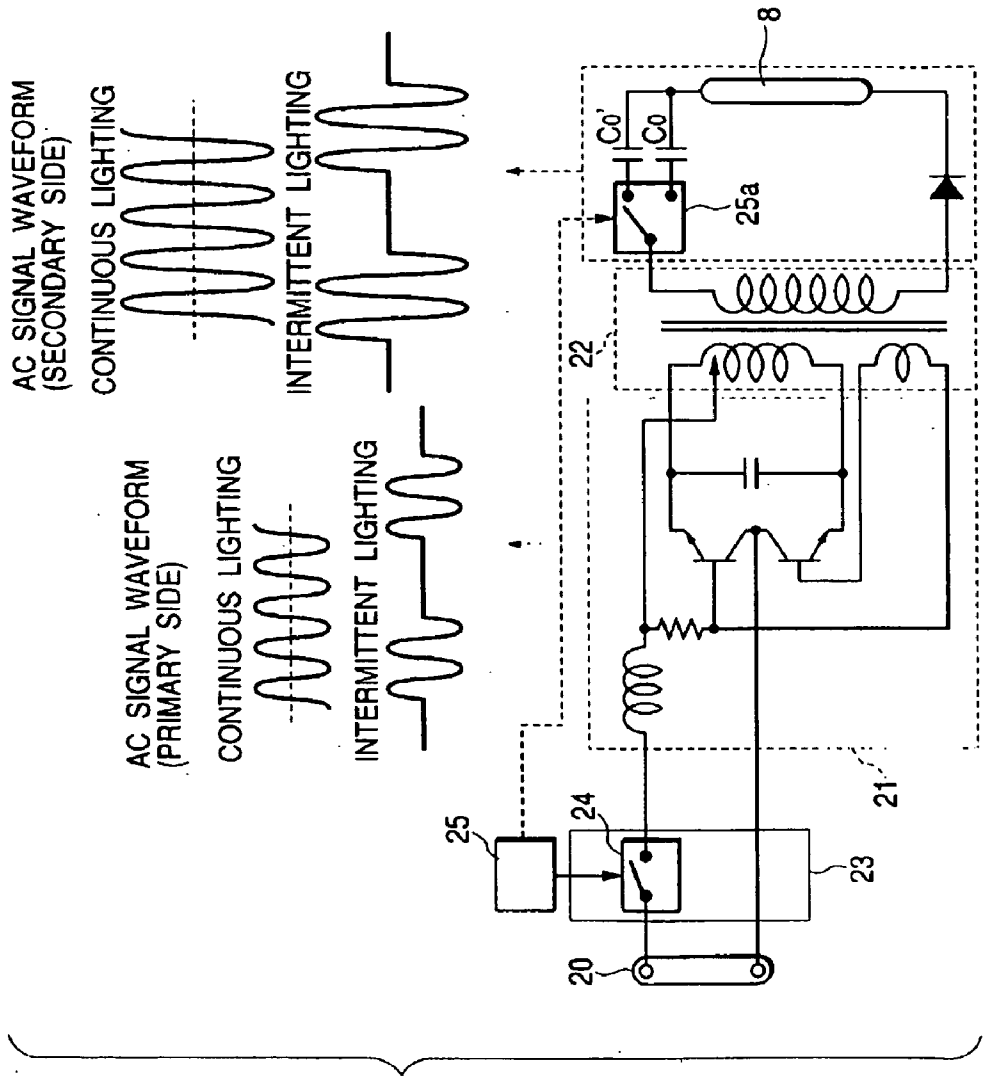 AC SIGNAL WAVEFORM
(SECONDARY SIDE)
CONTINUOUS LIGHTING
INTERMITTENT LIGHTING
AC SIGNAL WAVEFORM
(PRIMARY SIDE)
CONTINUOUS LIGHTING
INTERMITTENT LIGHTING
8
Co'
Co
25a
22
25
24
21
20
23